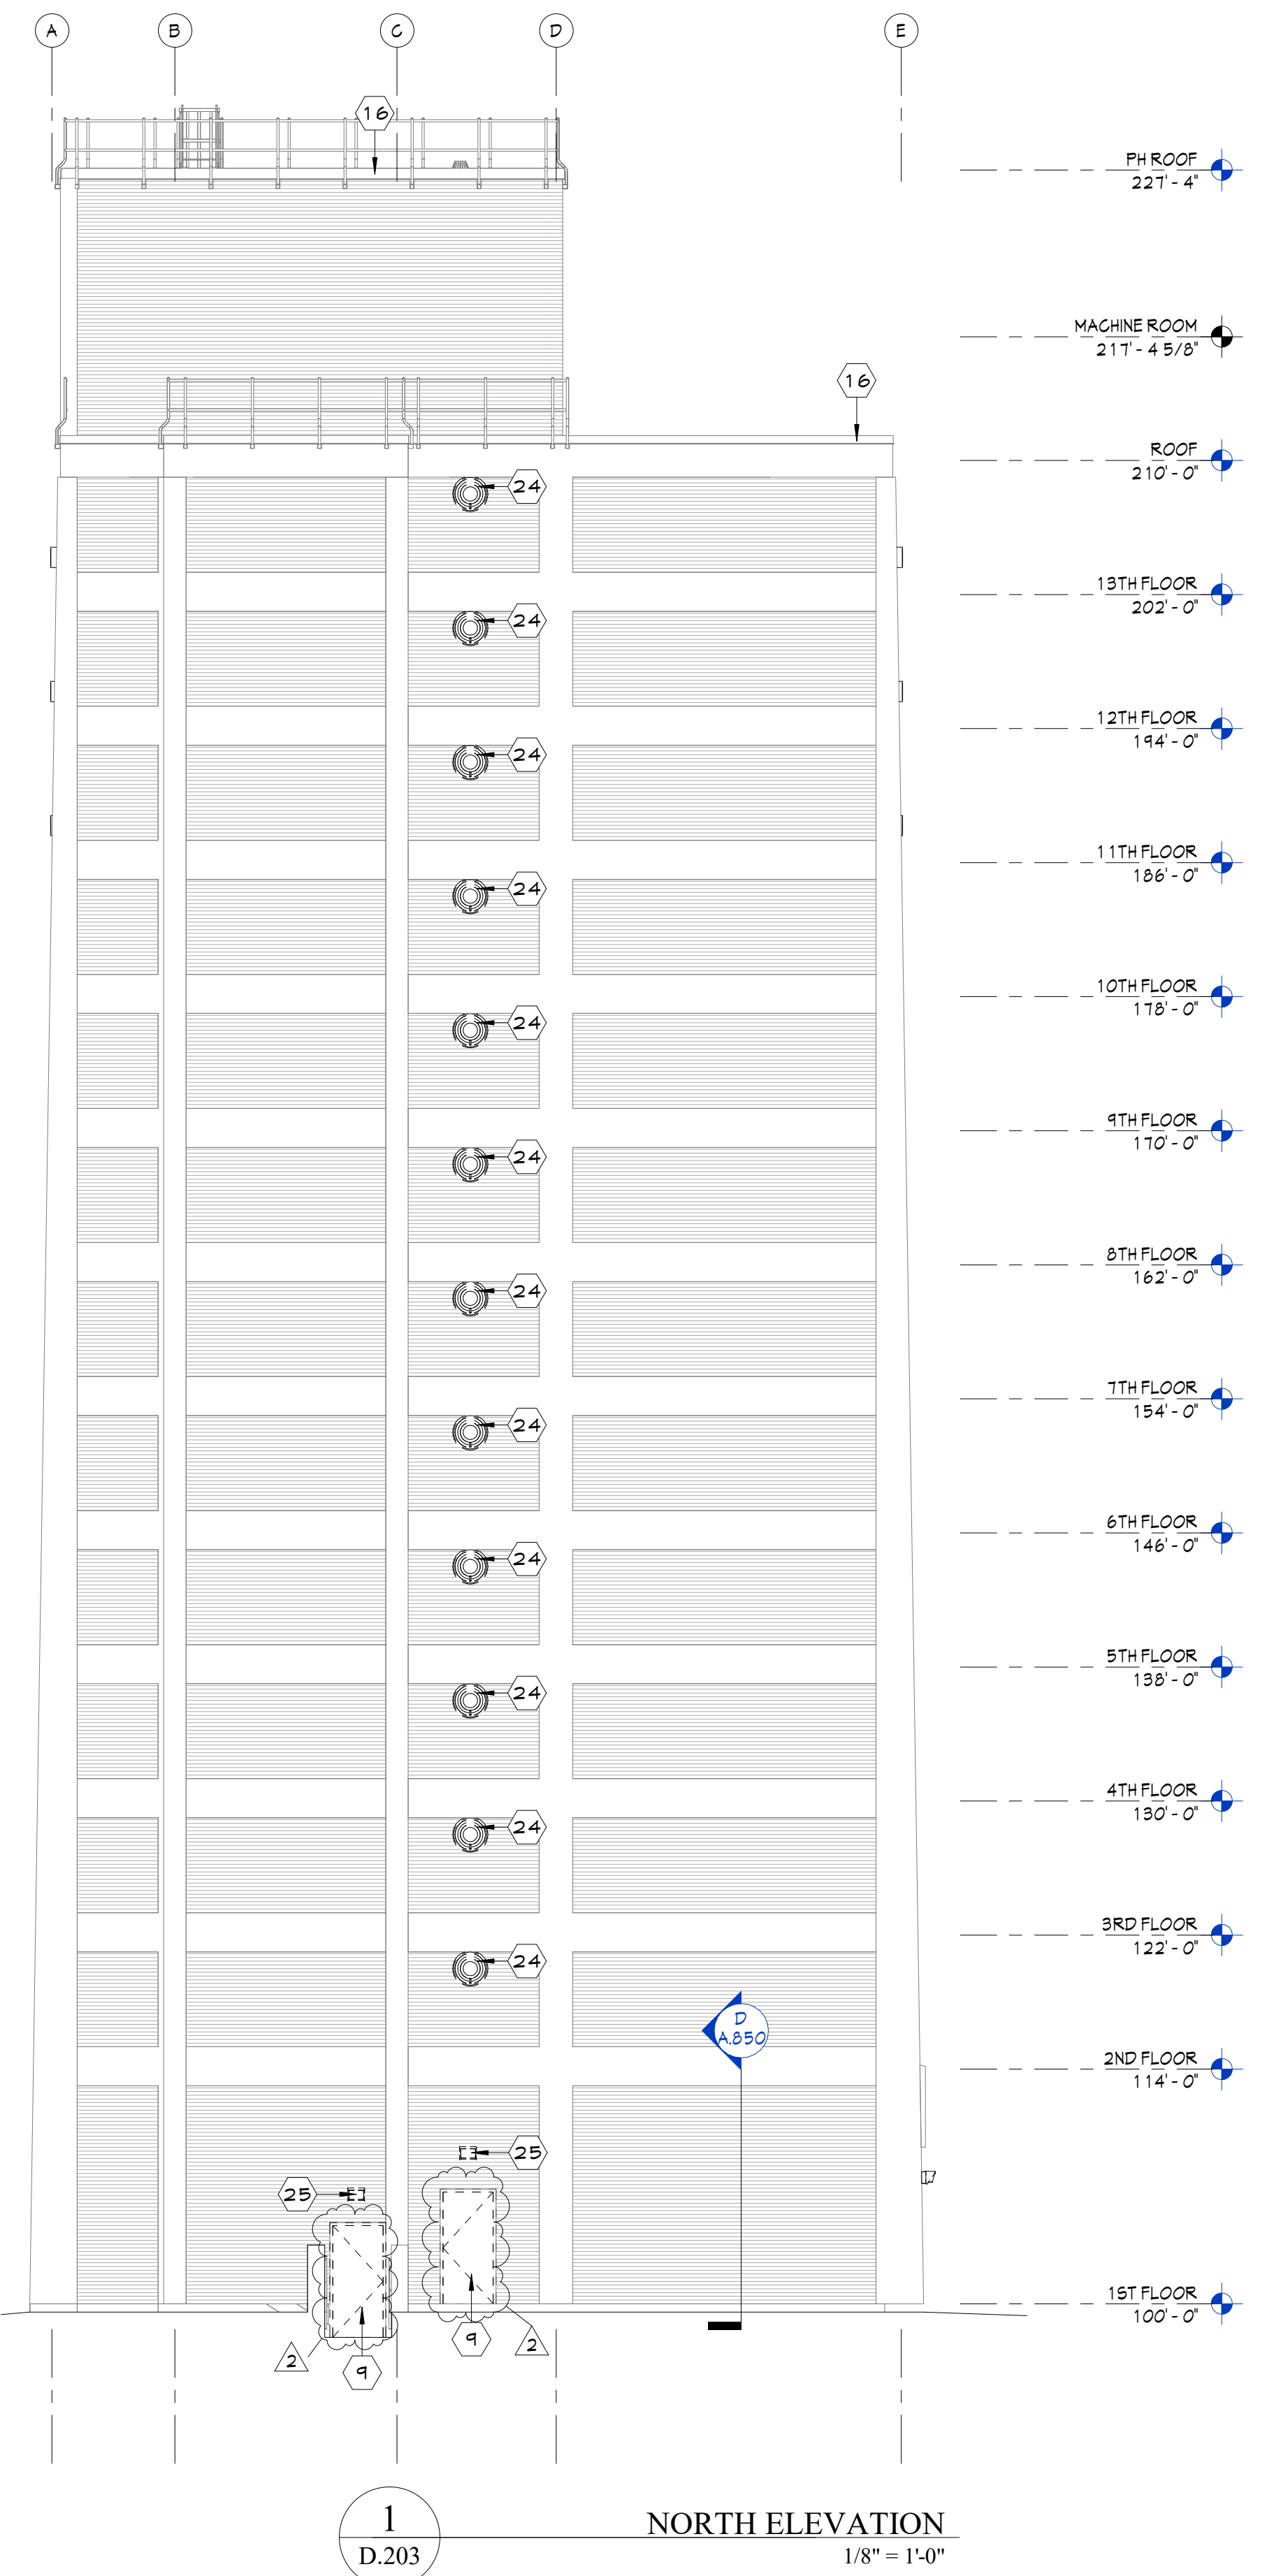 A B C D E
16
PH ROOF
227' - 4"
MACHINE ROOM
217' - 4 5/8"
16
ROOF
210' - 0"
24
13TH FLOOR
202' - 0"
24
12TH FLOOR
194' - 0"
24
11TH FLOOR
186' - 0"
24
10TH FLOOR
178' - 0"
24
9TH FLOOR
170' - 0"
24
8TH FLOOR
162' - 0"
24
7TH FLOOR
154' - 0"
24
6TH FLOOR
146' - 0"
24
5TH FLOOR
138' - 0"
24
4TH FLOOR
130' - 0"
24
3RD FLOOR
122' - 0"
24
D
A.850
2ND FLOOR
114' - 0"
25
25
1ST FLOOR
100' - 0"
2 9 9 2
1
D.203
NORTH ELEVATION
1/8" = 1'-0"